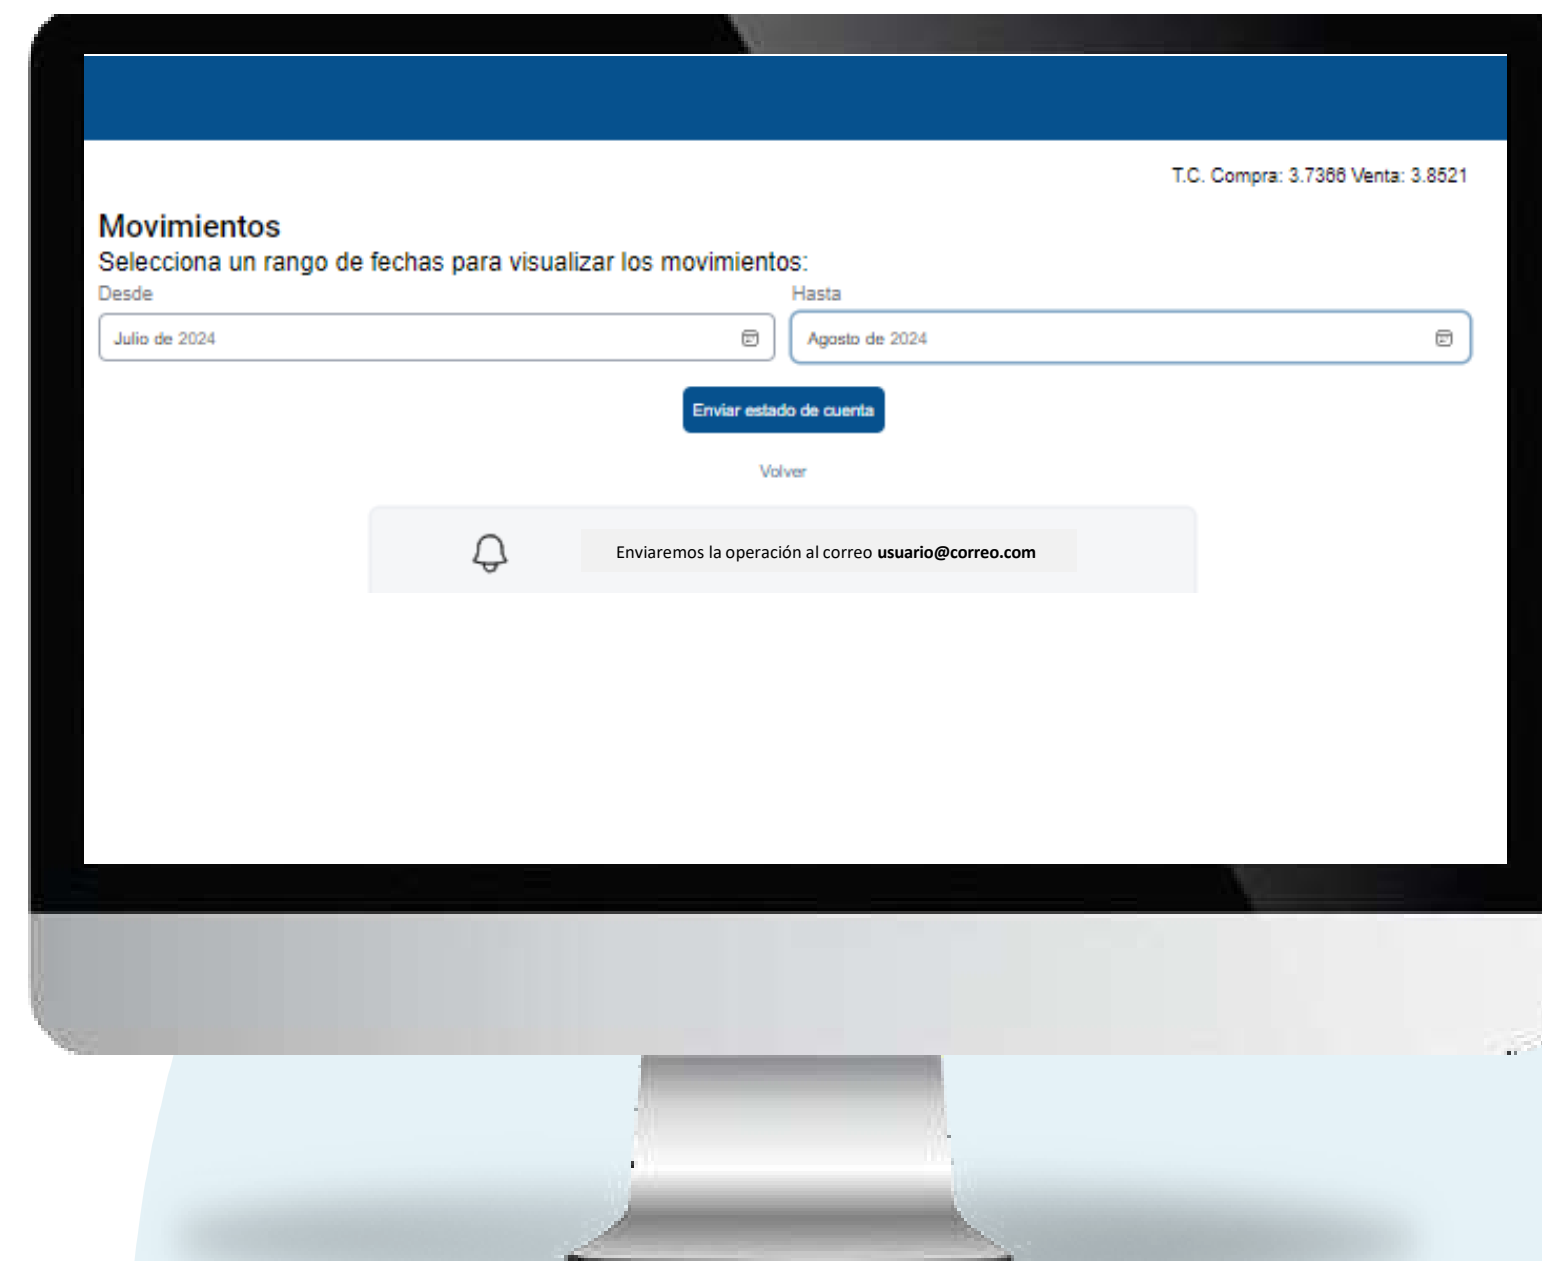 T.C. Compra: 3.7386 Venta: 3.8521
Movimientos
Selecciona un rango de fechas para visualizar los movimientos:
Desde
Hasta
Julio de 2024
Agosto de 2024
Enviar estado de cuenta
Volver
Enviaremos la operación al correo usuario@correo.com